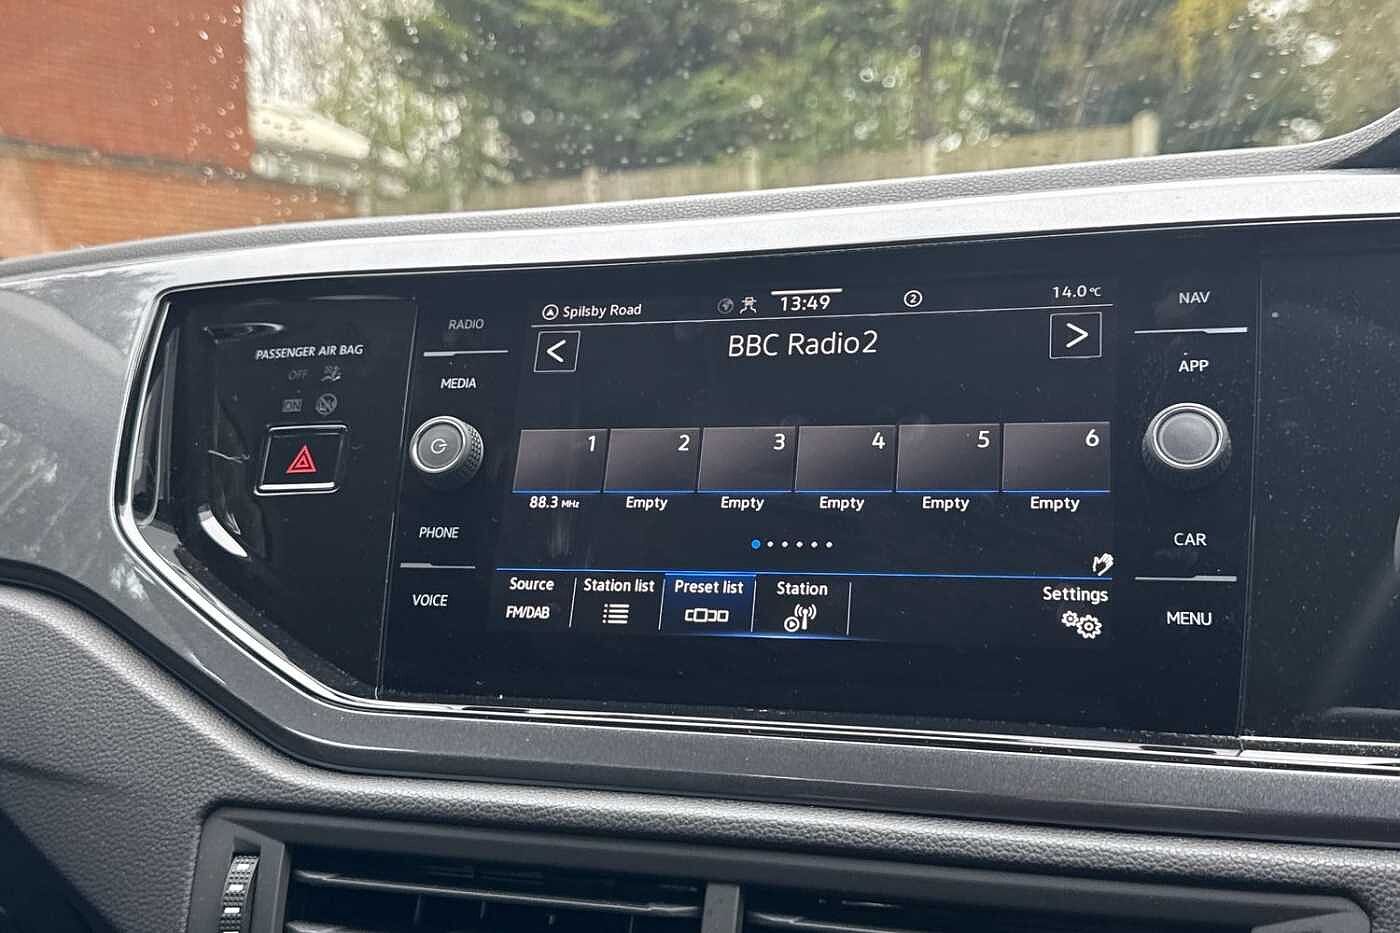 PASSENGER AIR BAG
OFF
ON
RADIO
MEDIA
PHONE
VOICE
Spilsby Road
13:49
2
14.0 °C
<
BBC Radio2
>
1 2 3 4 5 6
88.3 MHz Empty Empty Empty Empty Empty
Source Station list Preset list Station Settings
FM/DAB
NAV
APP
CAR
MENU